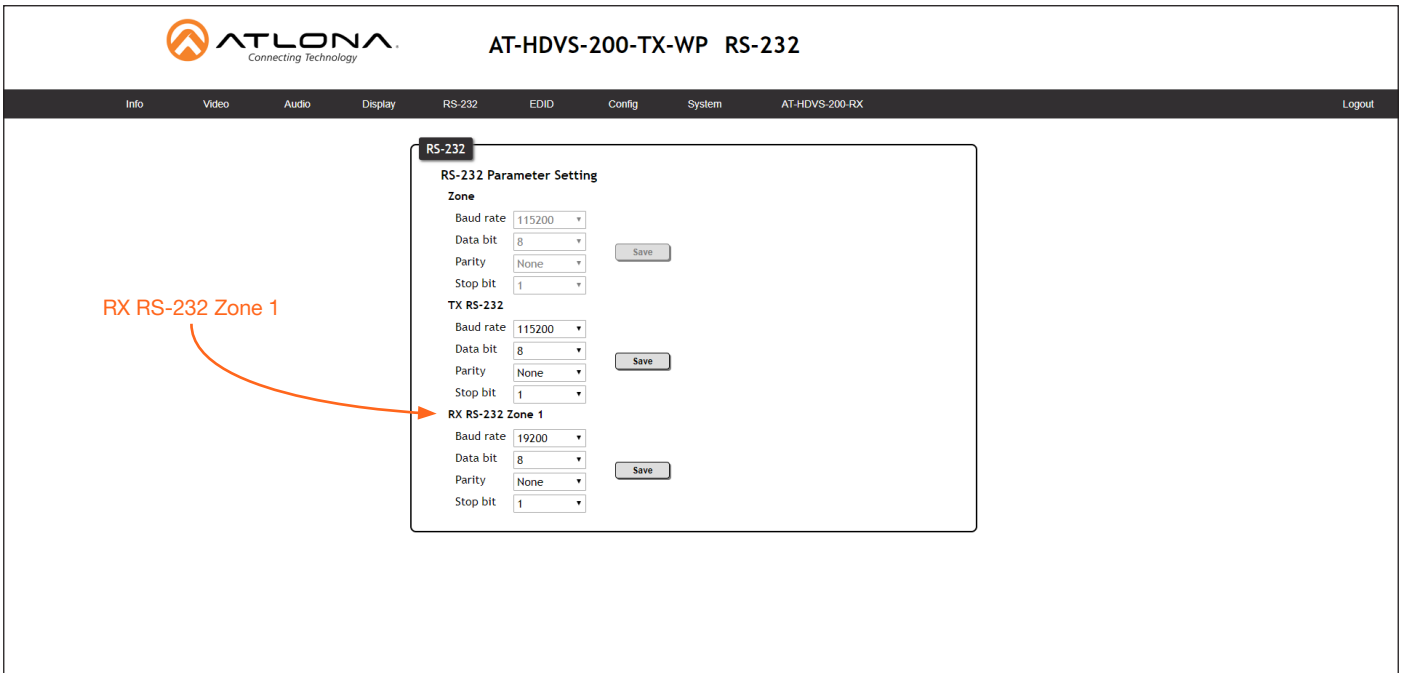 ATLONA.
Connecting Technology
AT-HDVS-200-TX-WP RS-232
Info Video Audio Display RS-232 EDID Config System AT-HDVS-200-RX Logout
RS-232
RS-232 Parameter Setting
Zone
Baud rate 115200
Data bit 8
Save
Parity None
Stop bit 1
RX RS-232 Zone 1
TX RS-232
Baud rate 115200
Data bit 8
Save
Parity None
Stop bit 1
RX RS-232 Zone 1
Baud rate 19200
Data bit 8
Save
Parity None
Stop bit 1